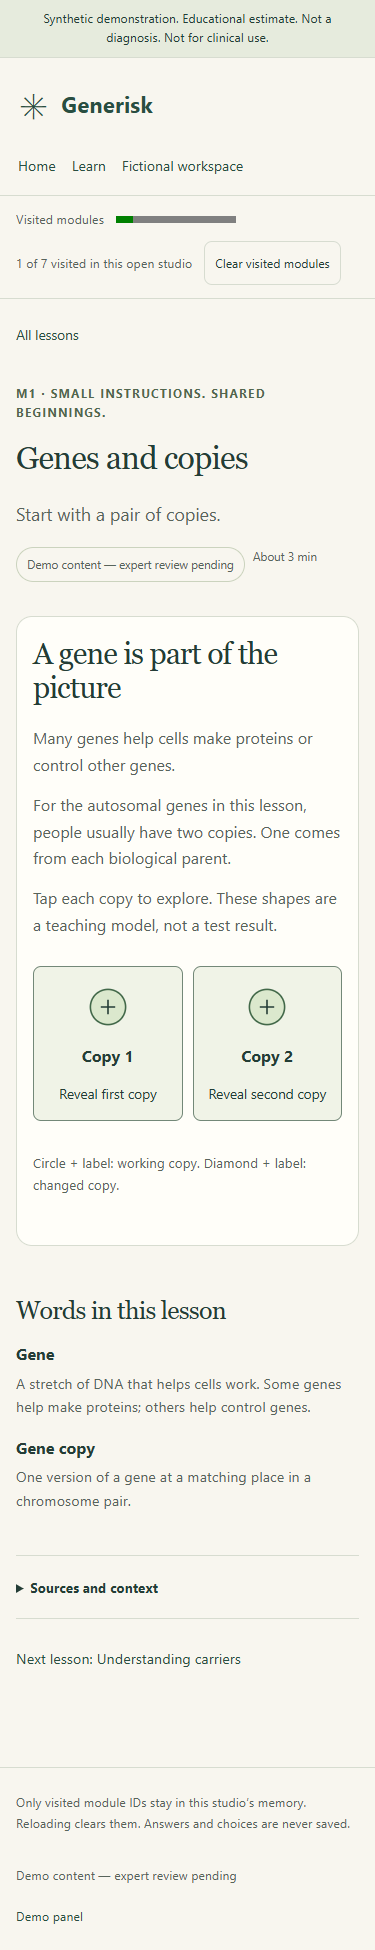 Synthetic demonstration. Educational estimate. Not a
diagnosis. Not for clinical use.
Generisk
Home Learn Fictional workspace
Visited modules
1 of 7 visited in this open studio Clear visited modules
All lessons
M1 · SMALL INSTRUCTIONS. SHARED
BEGINNINGS.
Genes and copies
Start with a pair of copies.
Demo content — expert review pending About 3 min
A gene is part of the
picture
Many genes help cells make proteins or
control other genes.
For the autosomal genes in this lesson,
people usually have two copies. One comes
from each biological parent.
Tap each copy to explore. These shapes are
a teaching model, not a test result.
Copy 1 Copy 2
Reveal first copy Reveal second copy
Circle + label: working copy. Diamond + label:
changed copy.
Words in this lesson
Gene
A stretch of DNA that helps cells work. Some genes
help make proteins; others help control genes.
Gene copy
One version of a gene at a matching place in a
chromosome pair.
Sources and context
Next lesson: Understanding carriers
Only visited module IDs stay in this studio's memory.
Reloading clears them. Answers and choices are never saved.
Demo content — expert review pending
Demo panel